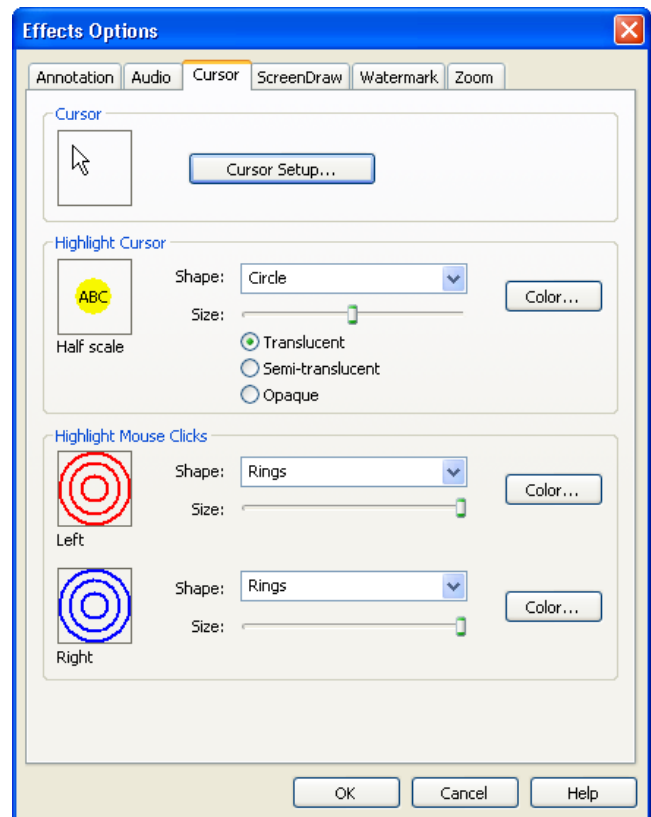 Effects Options
Annotation Audio Cursor ScreenDraw Watermark Zoom
Cursor
Cursor Setup...
Highlight Cursor
ABC
Half scale
Shape: Circle
Color...
Size:
Translucent
Semi-translucent
Opaque
Highlight Mouse Clicks
Shape: Rings
Color...
Size:
Left
Shape: Rings
Color...
Size:
Right
OK Cancel Help